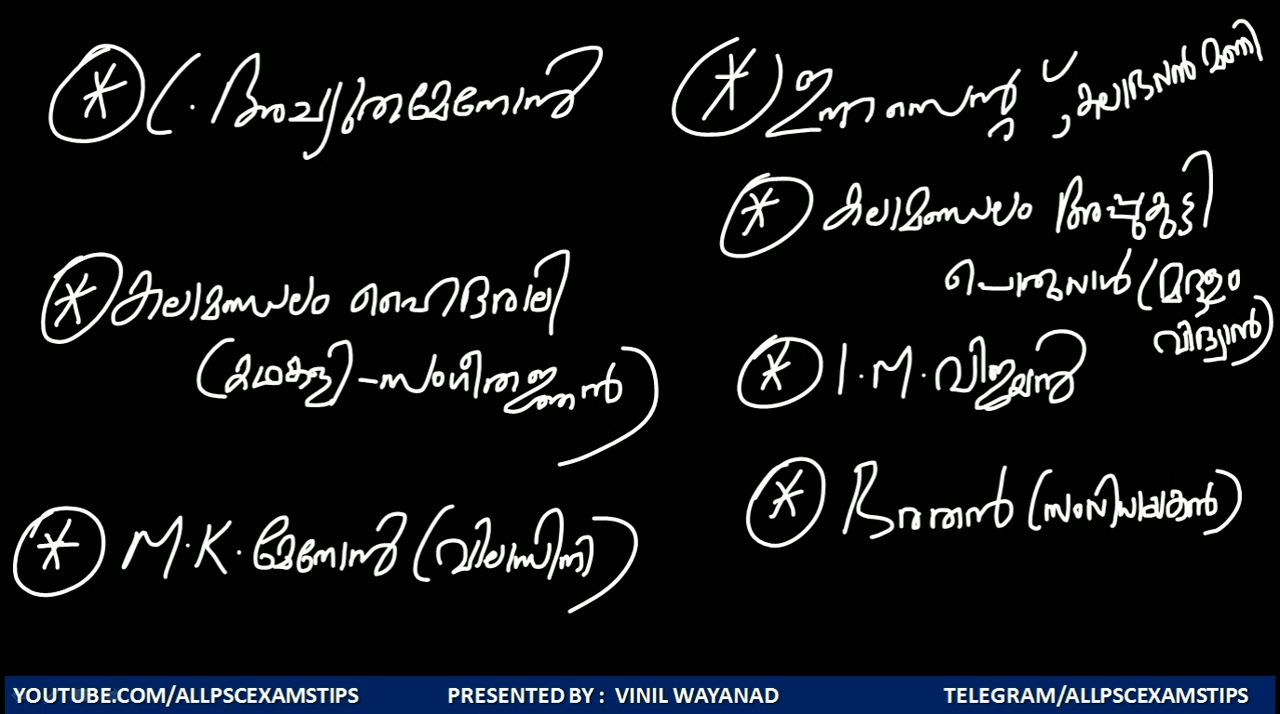 * C. അച്യുതമേനോൻ
* കലാമണ്ഡലം ഹൈദരലി
(കഥകളി - സംഗീതജ്ഞൻ)
* M.K. മേനോൻ (വിലാസിനി)
* ഇന്നസെന്റ്, കലാഭവൻ മണി
* കലാമണ്ഡലം അപ്പുകുട്ടി
പൊതുവാൾ (മദ്ദളം
വിദ്വാൻ)
* I.M. വിജയൻ
* ഭരതൻ (സംവിധായകൻ)
YOUTUBE.COM/ALLPSCEXAMSTIPS PRESENTED BY : VINIL WAYANAD TELEGRAM/ALLPSCEXAMSTIPS